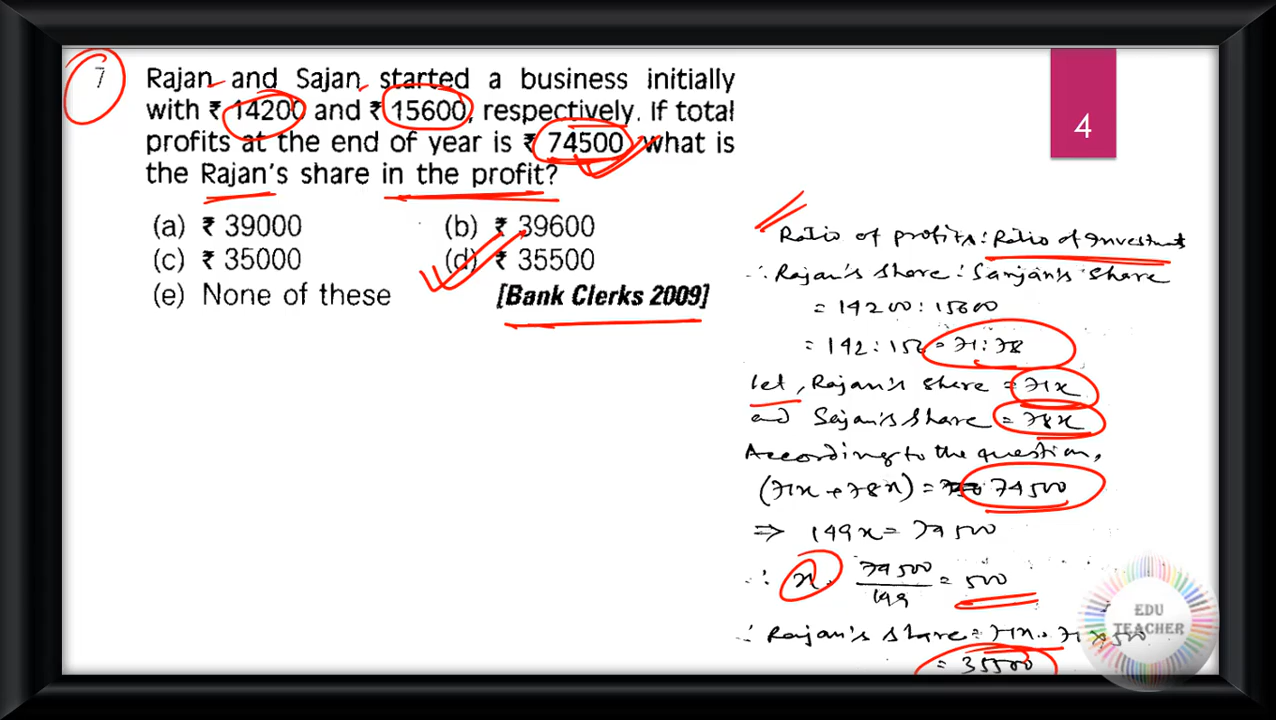 7
Rajan and Sajan started a business initially
with ₹ 14200 and ₹ 15600, respectively. If total
profits at the end of year is ₹ 74500 what is
the Rajan's share in the profit?
(a) ₹ 39000 (b) ₹ 39600
(c) ₹ 35000 (d) ₹ 35500
(e) None of these [Bank Clerks 2009]
4
Ratio of profits : Ratio of Investment
∴ Rajan's share : Sanjan's share
= 14200 : 15600
= 142 : 156 = 71 : 78
Let, Rajan's share = 71x
and Sajan's share = 78x
According to the question,
(71x + 78x) = 74500
⇒ 149x = 74500
∴ x = 74500/149 = 500
∴ Rajan's share = 71x = 71 × 500
= 35500
EDU
TEACHER